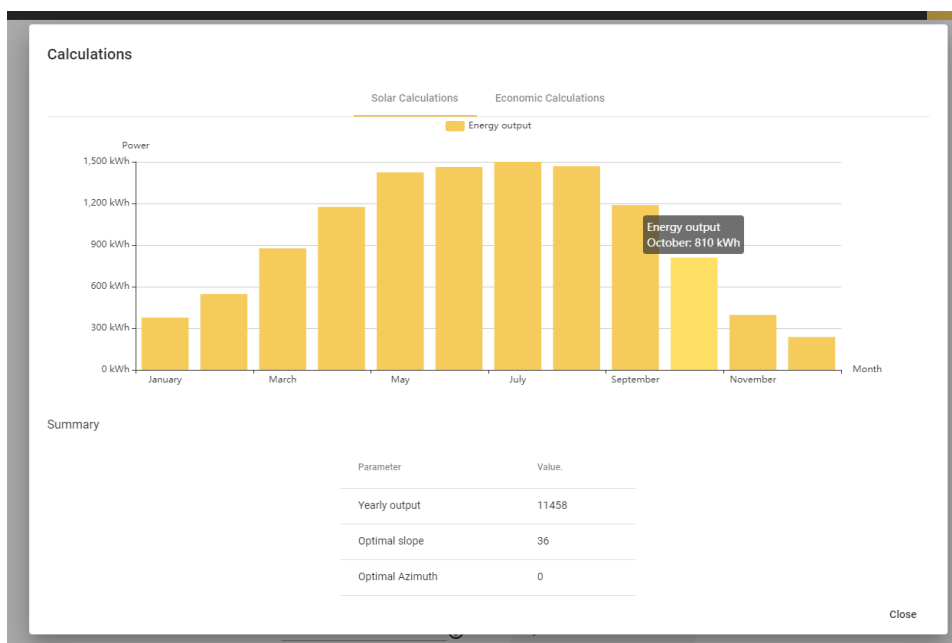 Calculations
Solar Calculations
Economic Calculations
Energy output
Power
1,500 kWh
1,200 kWh
900 kWh
600 kWh
300 kWh
0 kWh
Energy output
October: 810 kWh
January
March
May
July
September
November
Month
Summary
Parameter
Value.
Yearly output
11458
Optimal slope
36
Optimal Azimuth
0
Close